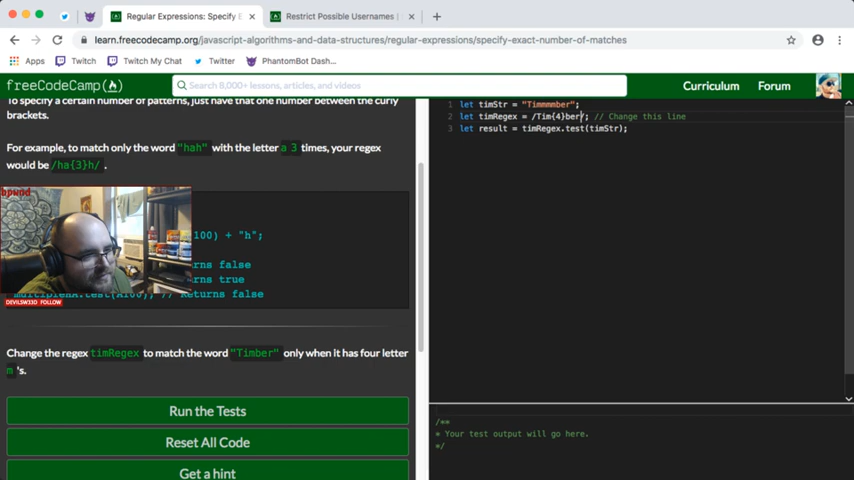 Regular Expressions: Specify E
Restrict Possible Usernames |
learn.freecodecamp.org/javascript-algorithms-and-data-structures/regular-expressions/specify-exact-number-of-matches
Apps
Twitch
Twitch My Chat
Twitter
PhantomBot Dash...
freeCodeCamp
Search 8,000+ lessons, articles, and videos
Curriculum
Forum
To specify a certain number of patterns, just have that one number between the curly
brackets.
For example, to match only the word "hah" with the letter a 3 times, your regex
would be /ha{3}h/.
100) + "h";
rns false
rns true
// Returns false
DEVILSW33D FOLLOW
Change the regex timRegex to match the word "Timber" only when it has four letter
m 's.
Run the Tests
Reset All Code
Get a hint
1 let timStr = "Timmmmber";
2 let timRegex = /Tim{4}ber/; // Change this line
3 let result = timRegex.test(timStr);
/**
* Your test output will go here.
*/